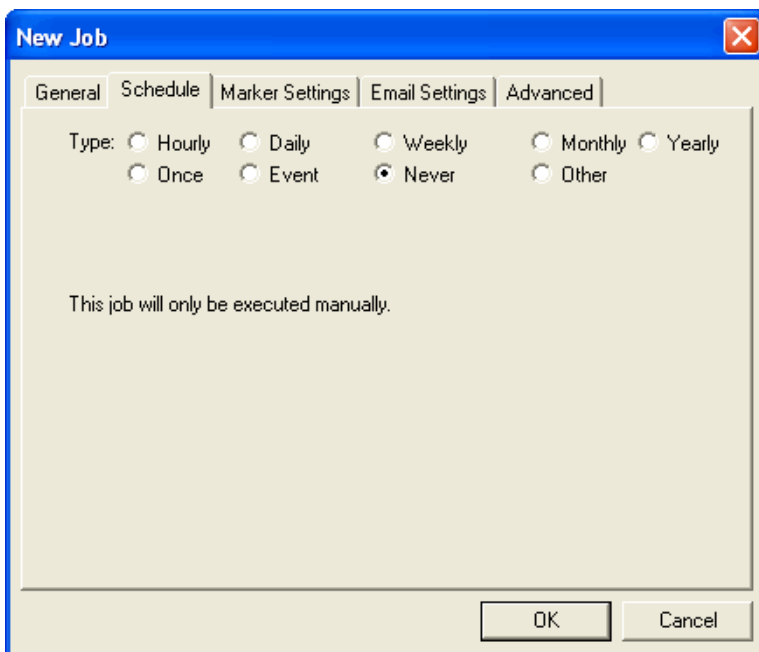 New Job
General Schedule Marker Settings Email Settings Advanced
Type: Hourly Daily Weekly Monthly Yearly
Once Event Never Other
This job will only be executed manually.
OK Cancel